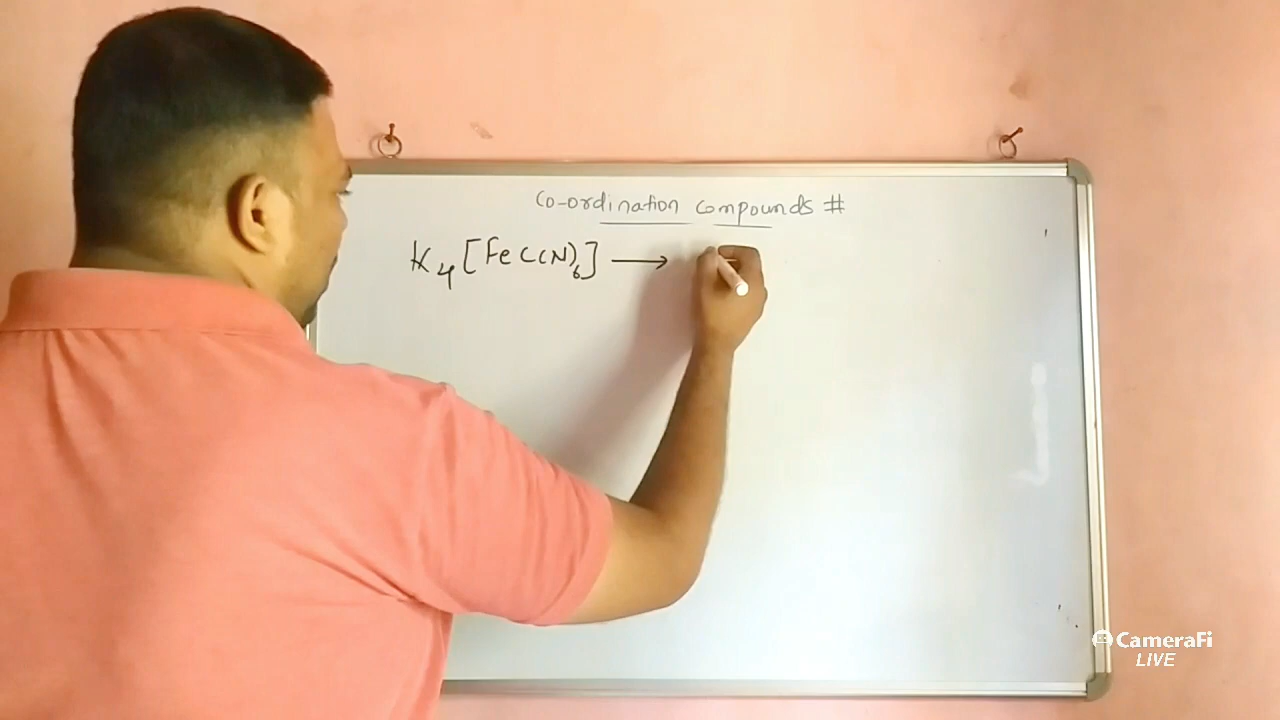 Co-ordination Compounds #
K₄[Fe(CN)₆] ⟶
CameraFi
LIVE